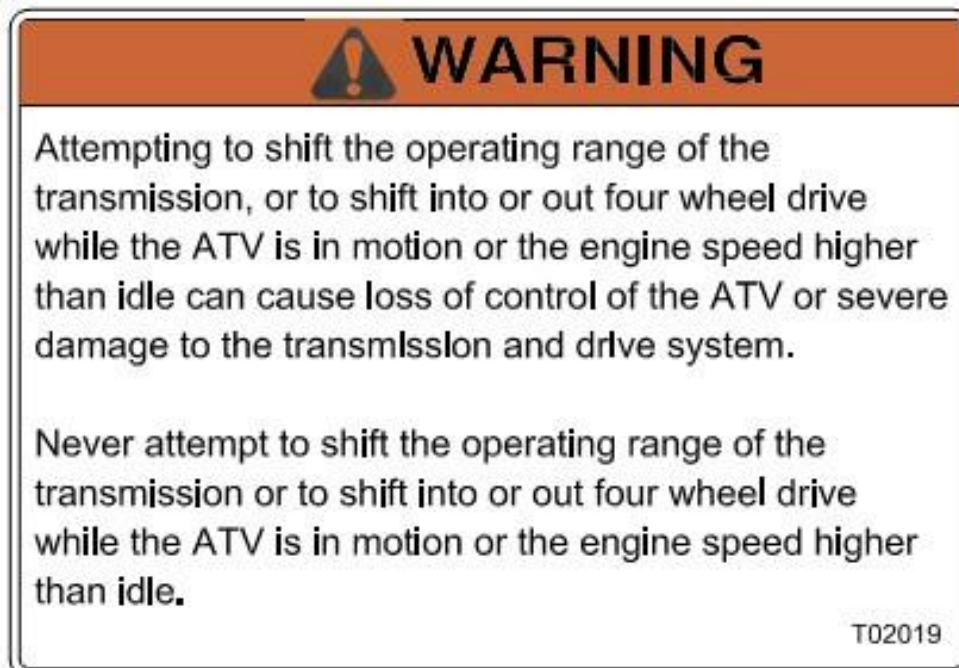 WARNING
Attempting to shift the operating range of the
transmission, or to shift into or out four wheel drive
while the ATV is in motion or the engine speed higher
than idle can cause loss of control of the ATV or severe
damage to the transmission and drive system.
Never attempt to shift the operating range of the
transmission or to shift into or out four wheel drive
while the ATV is in motion or the engine speed higher
than idle.
T02019